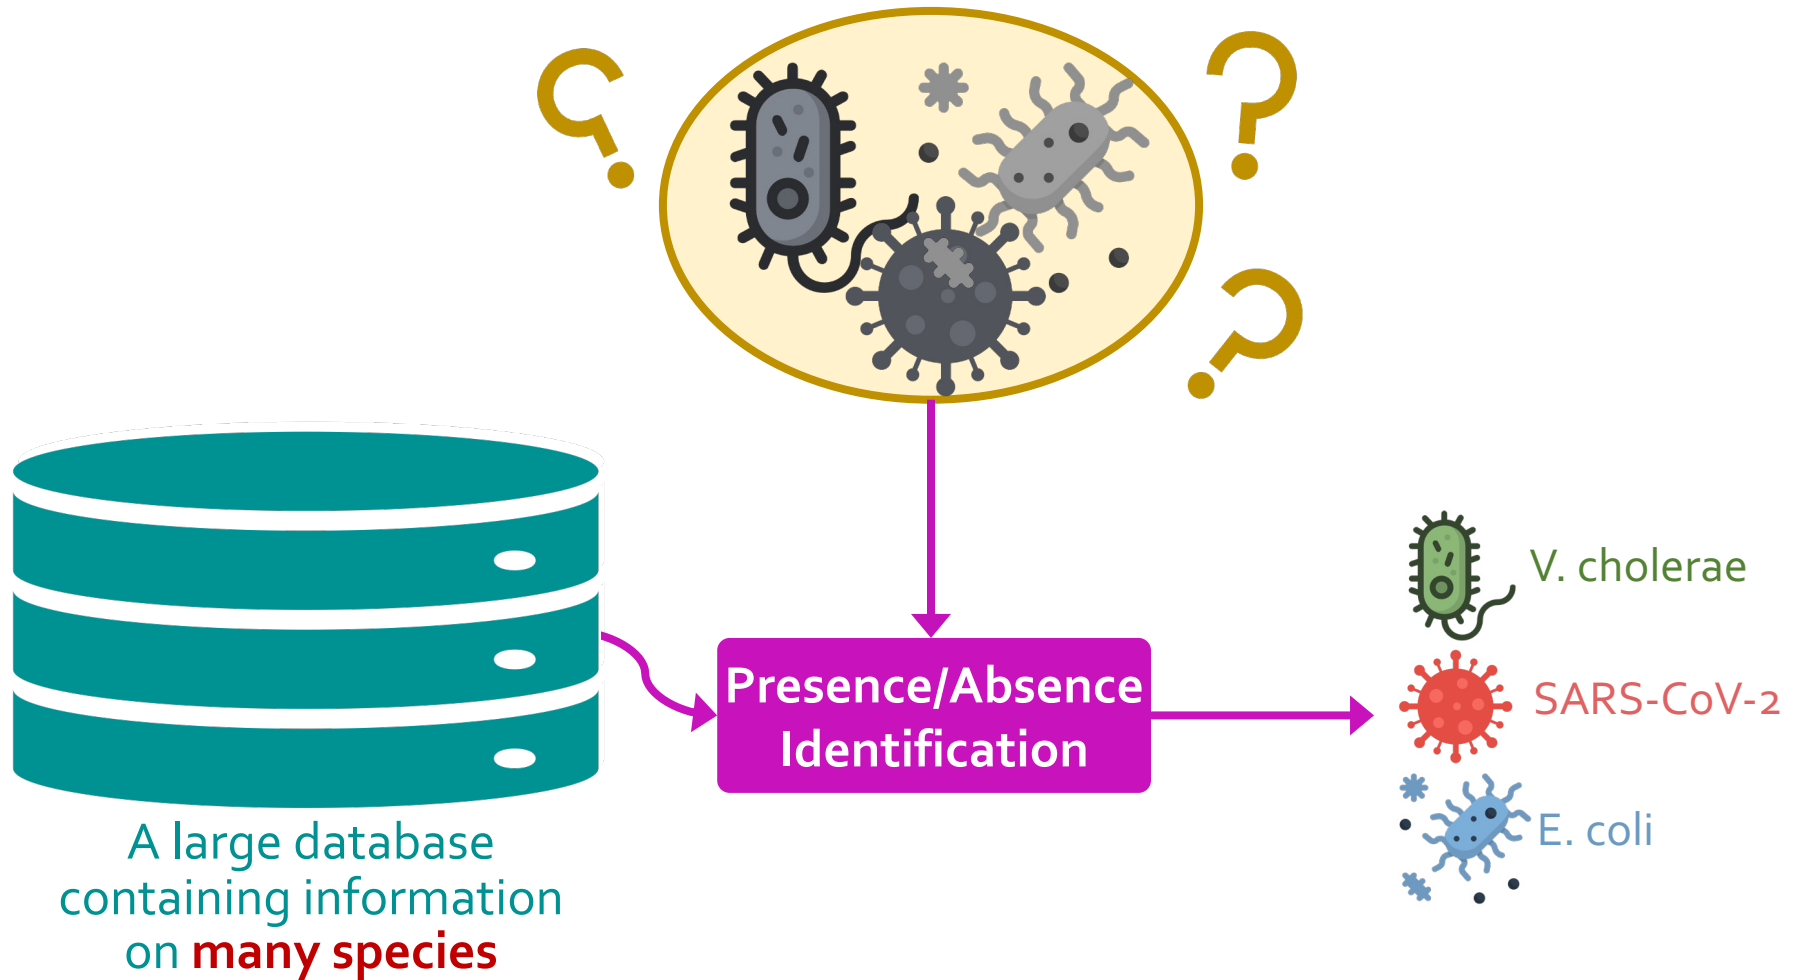 Presence/Absence
Identification
V. cholerae
SARS-CoV-2
E. coli
A large database
containing information
on many species